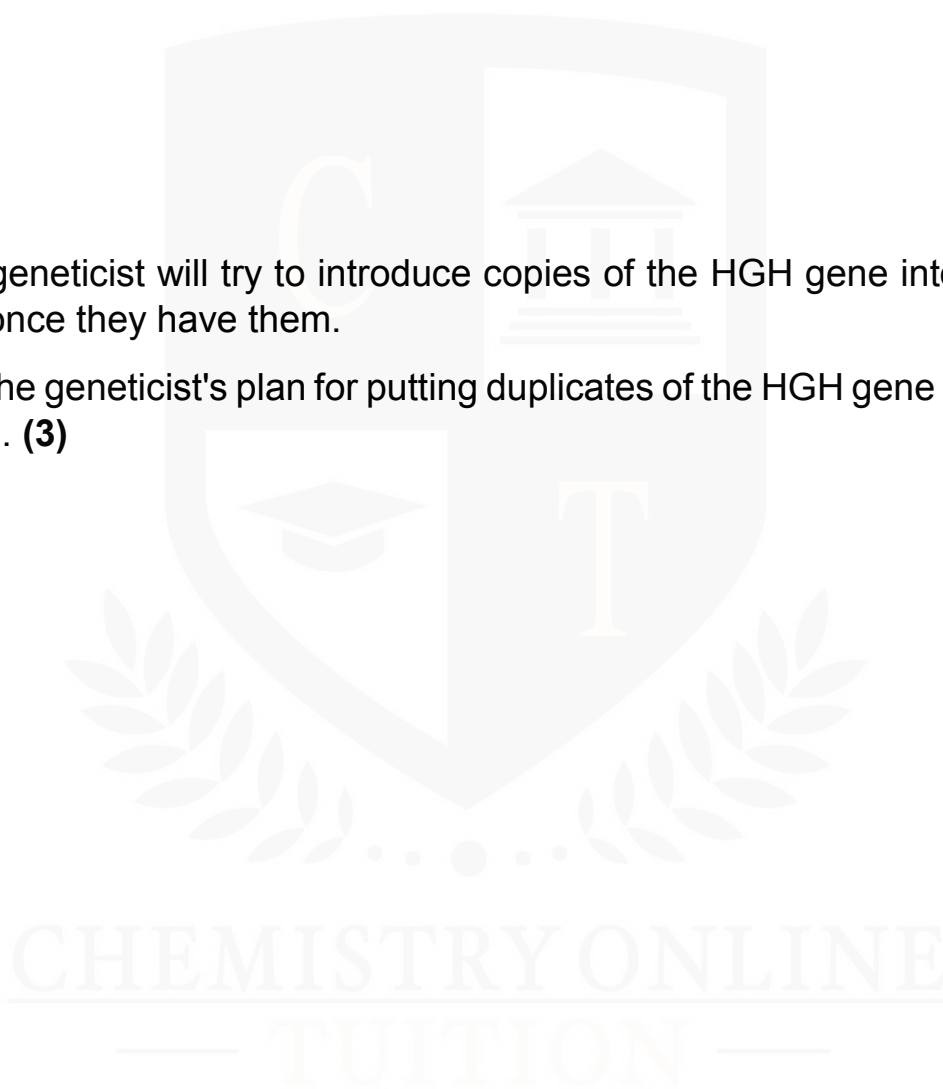 C
geneticist will try to introduce copies of the HGH gene
once they have them.
he geneticist's plan for putting duplicates of the HGH gene
. (3)
T
CHEMISTRY ONLINE
— TUITION —